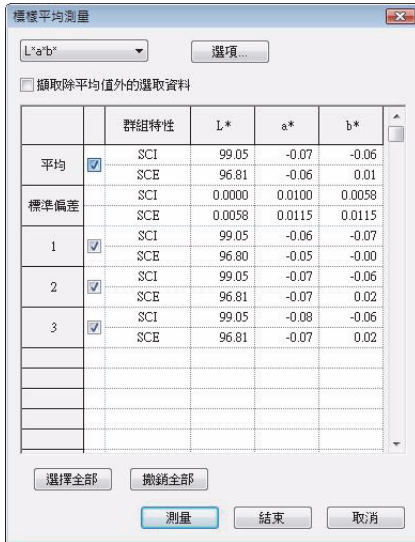 標樣平均測量
L*a*b*
選項...
擷取除平均值外的選取資料
群組特性 L* a* b*
平均 SCI 99.05 -0.07 -0.06
SCE 96.81 -0.06 0.01
標準偏差 SCI 0.0000 0.0100 0.0058
SCE 0.0058 0.0115 0.0115
1 SCI 99.05 -0.06 -0.07
SCE 96.80 -0.05 -0.00
2 SCI 99.05 -0.07 -0.06
SCE 96.81 -0.07 0.02
3 SCI 99.05 -0.08 -0.06
SCE 96.81 -0.07 0.02
選擇全部 撤銷全部
測量 結束 取消